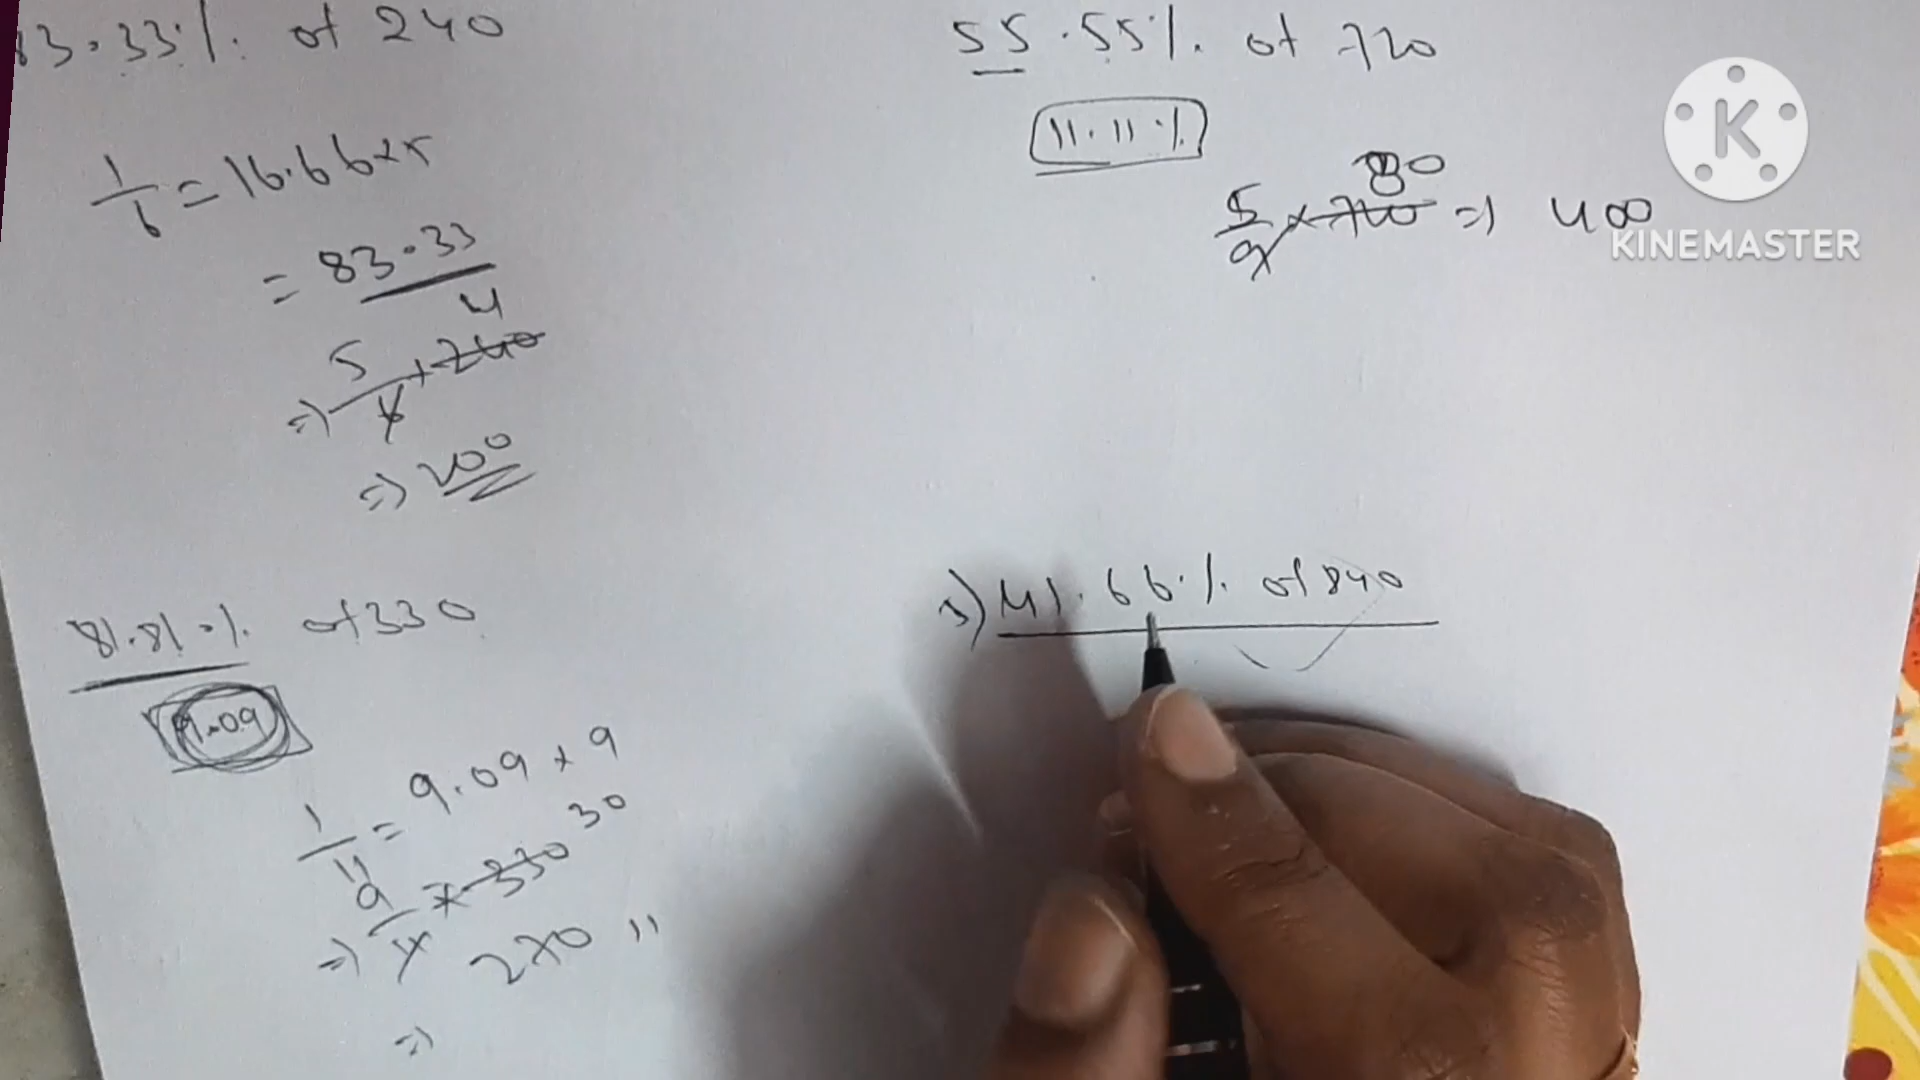 83.33% of 240
1/6 = 16.66×5
= 83.33
4
⇒ 5/6 × 240
⇒ 200
81.81% of 330
9.09
1/11 = 9.09 × 9
30
⇒ 9/11 × 330
270 "
⇒
55.55% of 720
11.11%
80
5/9 × 720 ⇒ 400
K
KINEMASTER
41.66% of 840